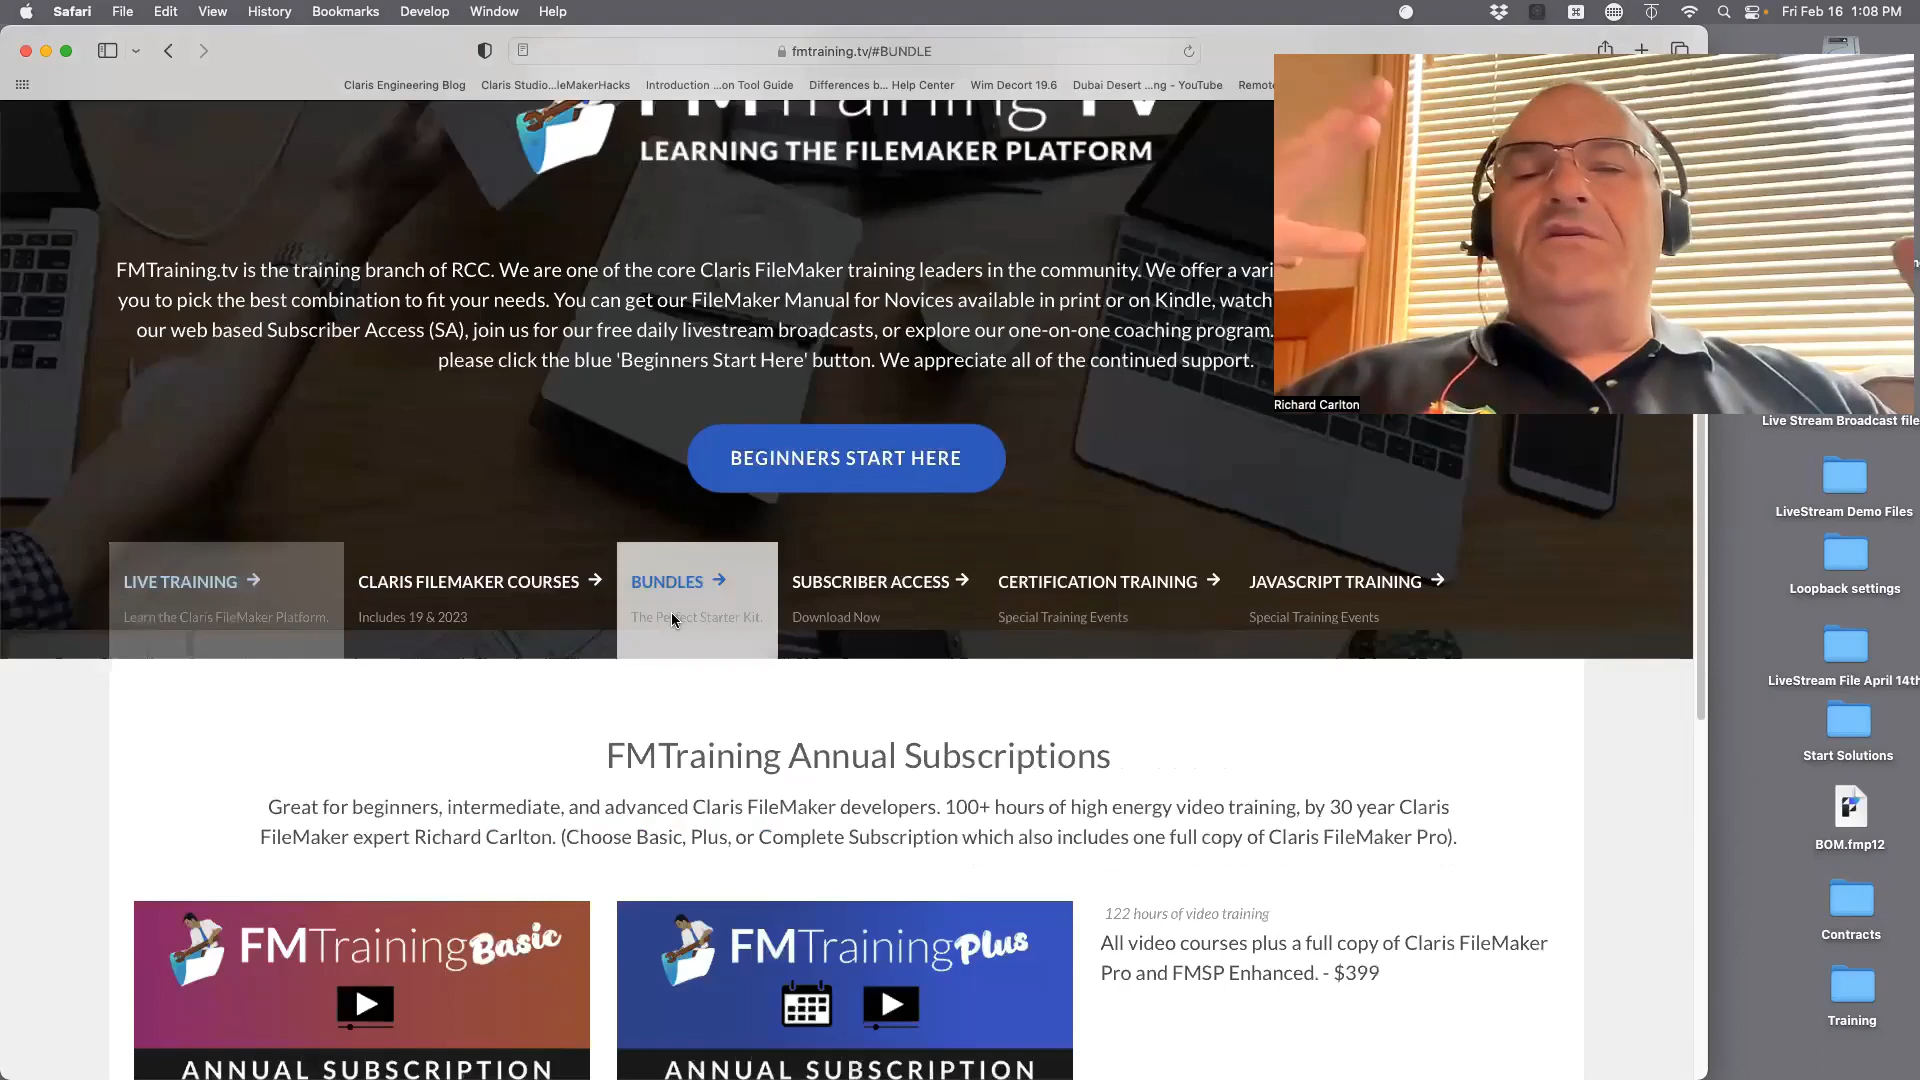 Safari File Edit View History Bookmarks Develop Window Help Fri Feb 16 1:08 PM
fmtraining.tv/#BUNDLE
Claris Engineering Blog Claris Studio...leMakerHacks Introduction ...on Tool Guide Differences b... Help Center Wim Decort 19.6 Dubai Desert ...ng - YouTube Remote
FMTraining TV
LEARNING THE FILEMAKER PLATFORM
FMTraining.tv is the training branch of RCC. We are one of the core Claris FileMaker training leaders in the community. We offer a vari
you to pick the best combination to fit your needs. You can get our FileMaker Manual for Novices available in print or on Kindle, watch
our web based Subscriber Access (SA), join us for our free daily livestream broadcasts, or explore our one-on-one coaching program.
please click the blue 'Beginners Start Here' button. We appreciate all of the continued support.
Richard Carlton
BEGINNERS START HERE
LIVE TRAINING
Learn the Claris FileMaker Platform.
CLARIS FILEMAKER COURSES
Includes 19 & 2023
BUNDLES
The Perfect Starter Kit.
SUBSCRIBER ACCESS
Download Now
CERTIFICATION TRAINING
Special Training Events
JAVASCRIPT TRAINING
Special Training Events
FMTraining Annual Subscriptions
Great for beginners, intermediate, and advanced Claris FileMaker developers. 100+ hours of high energy video training, by 30 year Claris
FileMaker expert Richard Carlton. (Choose Basic, Plus, or Complete Subscription which also includes one full copy of Claris FileMaker Pro).
FMTraining Basic
ANNUAL SUBSCRIPTION
FMTraining Plus
ANNUAL SUBSCRIPTION
122 hours of video training
All video courses plus a full copy of Claris FileMaker
Pro and FMSP Enhanced. - $399
Live Stream Broadcast file
LiveStream Demo Files
Loopback settings
LiveStream File April 14th
Start Solutions
BOM.fmp12
Contracts
Training